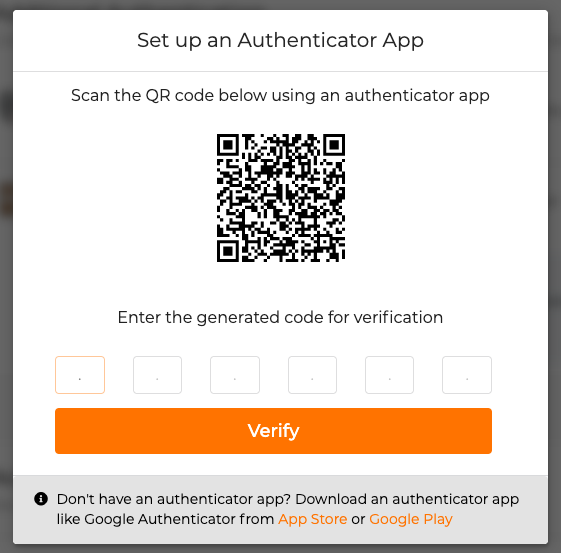 Set up an Authenticator App
Scan the QR code below using an authenticator app
Enter the generated code for verification
. . . . . .
Verify
Don't have an authenticator app? Download an authenticator app
like Google Authenticator from App Store or Google Play